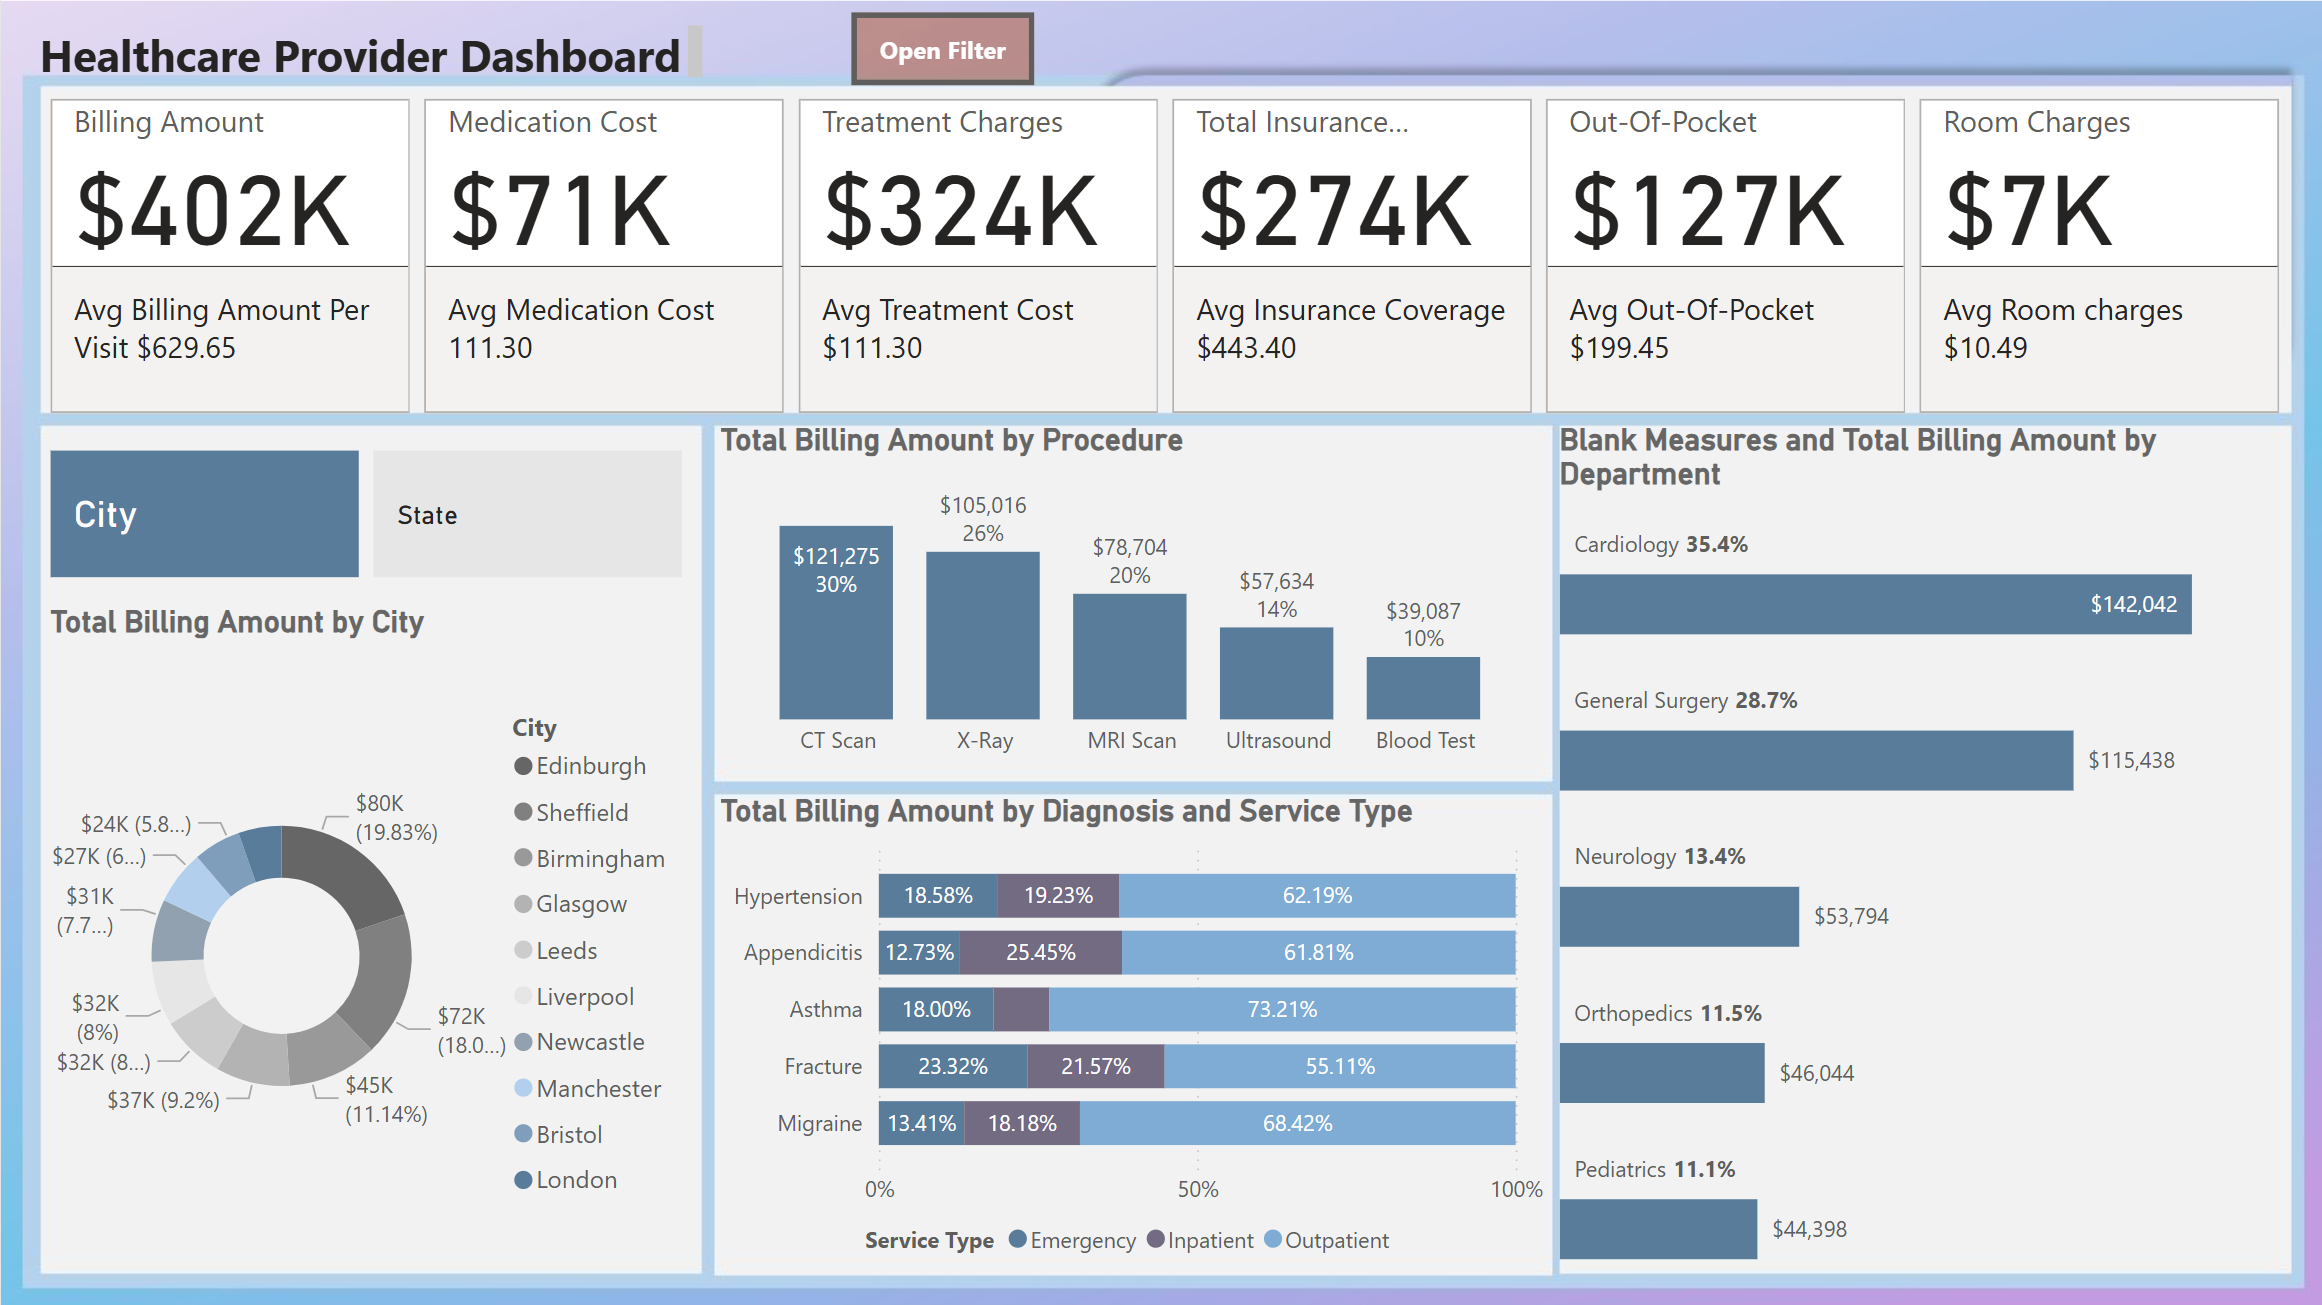 Healthcare Provider Dashboard
Open Filter
Billing Amount
$402K
Avg Billing Amount Per
Visit $629.65
Medication Cost
$71K
Avg Medication Cost
111.30
Treatment Charges
$324K
Avg Treatment Cost
$111.30
Total Insurance...
$274K
Avg Insurance Coverage
$443.40
Out-Of-Pocket
$127K
Avg Out-Of-Pocket
$199.45
Room Charges
$7K
Avg Room charges
$10.49
City
State
Total Billing Amount by City
$80K
(19.83%)
$72K
(18.0...)
$45K
(11.14%)
$37K (9.2%)
$32K (8...)
$32K
(8%)
$31K
(7.7...)
$27K (6...)
$24K (5.8...)
City
Edinburgh
Sheffield
Birmingham
Glasgow
Leeds
Liverpool
Newcastle
Manchester
Bristol
London
Total Billing Amount by Procedure
$121,275
30%
$105,016
26%
$78,704
20%
$57,634
14%
$39,087
10%
CT Scan
X-Ray
MRI Scan
Ultrasound
Blood Test
Total Billing Amount by Diagnosis and Service Type
Hypertension 18.58% 19.23% 62.19%
Appendicitis 12.73% 25.45% 61.81%
Asthma 18.00% 73.21%
Fracture 23.32% 21.57% 55.11%
Migraine 13.41% 18.18% 68.42%
0% 50% 100%
Service Type Emergency Inpatient Outpatient
Blank Measures and Total Billing Amount by
Department
Cardiology 35.4%
$142,042
General Surgery 28.7%
$115,438
Neurology 13.4%
$53,794
Orthopedics 11.5%
$46,044
Pediatrics 11.1%
$44,398